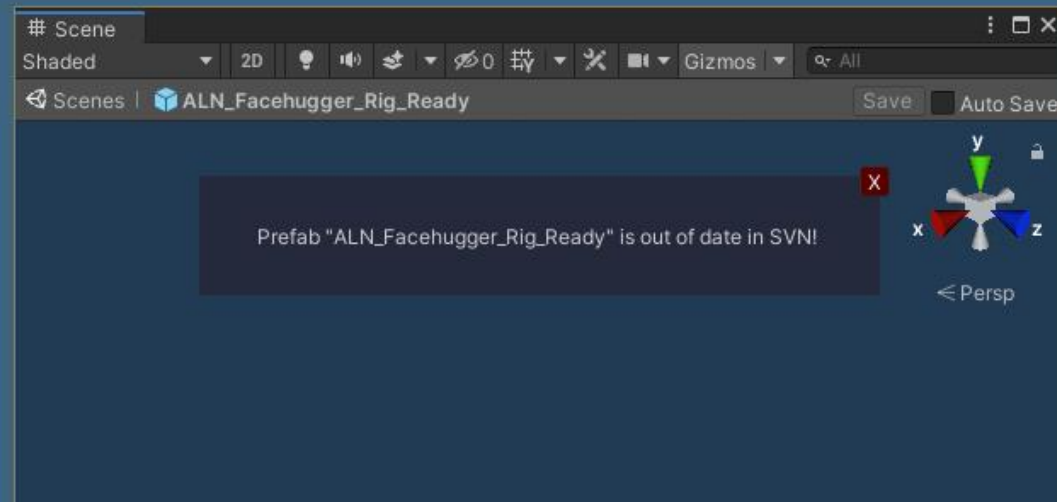 Scene
Shaded
2D
0
Gizmos
All
Scenes
ALN_Facehugger_Rig_Ready
Save
Auto Save
X
Prefab "ALN_Facehugger_Rig_Ready" is out of date in SVN!
y
x
z
Persp